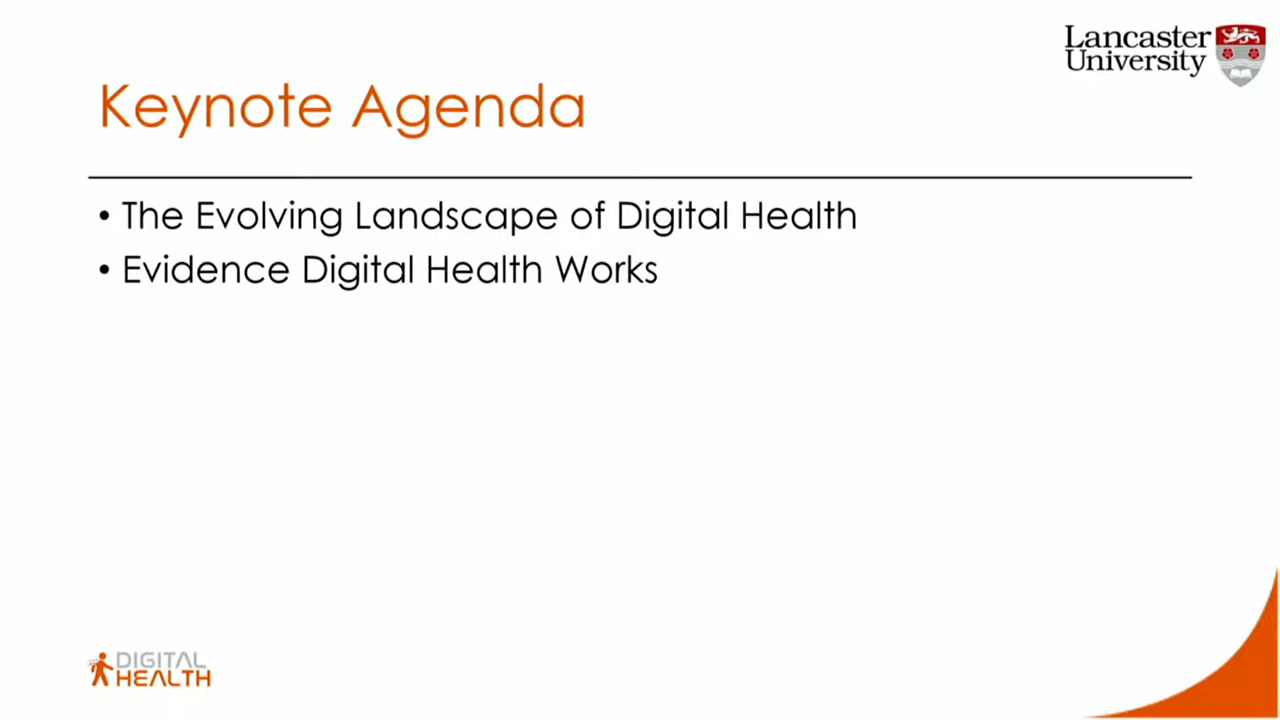 Lancaster
University
Keynote Agenda
• The Evolving Landscape of Digital Health
• Evidence Digital Health Works
DIGITAL
HEALTH